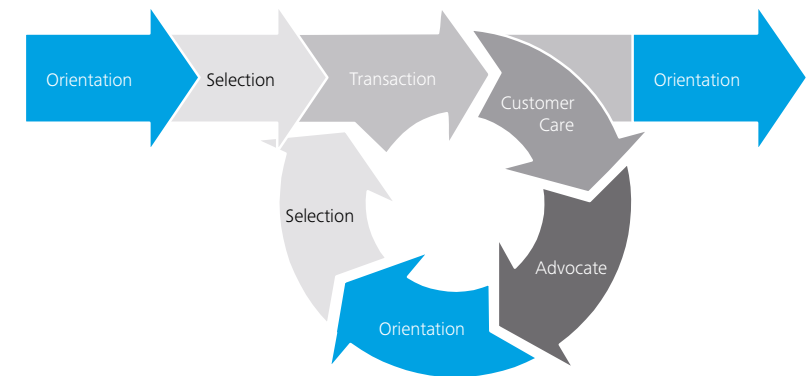 Orientation
Selection
Transaction
Customer
Care
Orientation
Selection
Advocate
Orientation